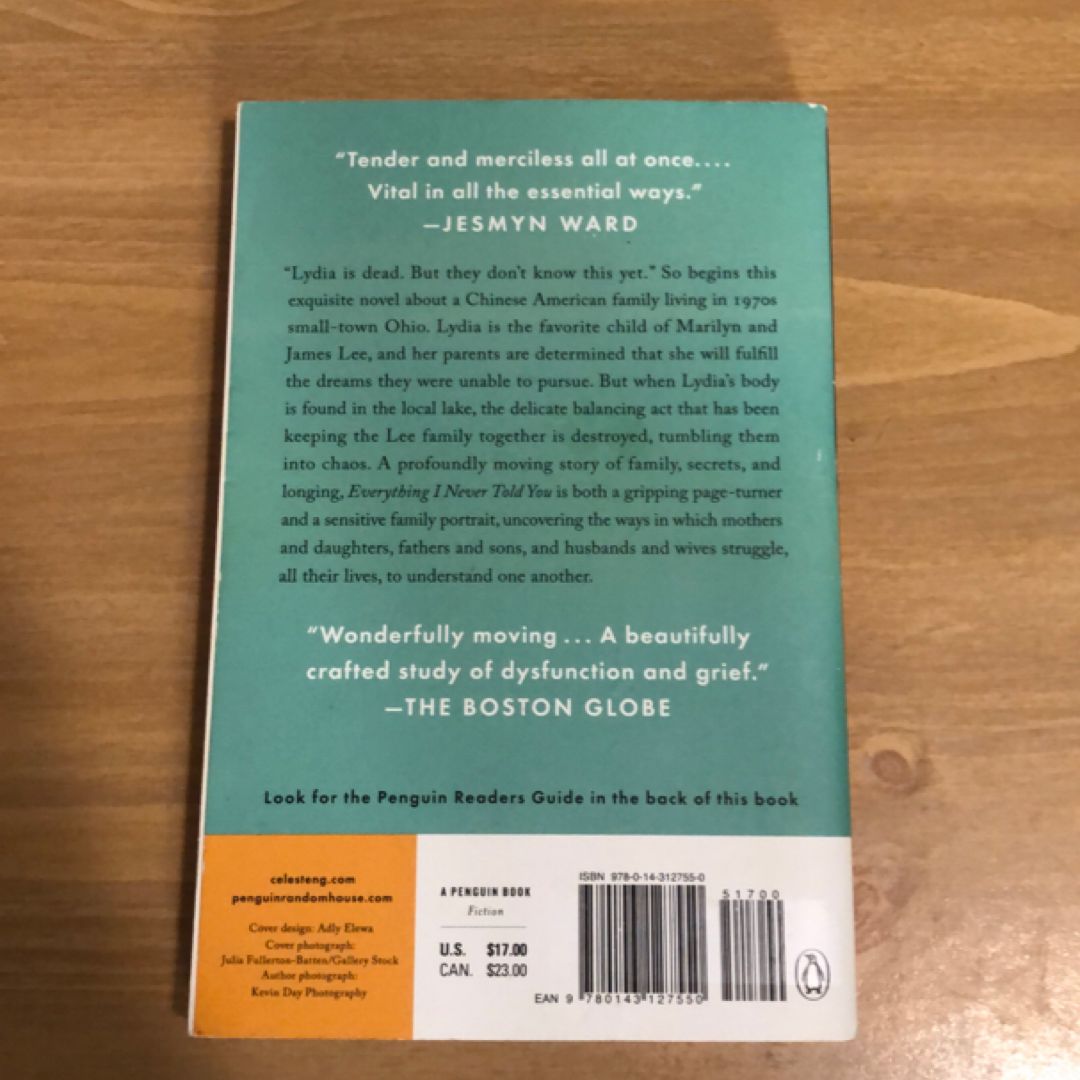 “Tender and merciless all at once....
Vital in all the essential ways.”
—JESMYN WARD
“Lydia is dead. But they don’t know this yet.” So begins this
exquisite novel about a Chinese American family living in 1970s
small-town Ohio. Lydia is the favorite child of Marilyn and
James Lee, and her parents are determined that she will fulfill
the dreams they were unable to pursue. But when Lydia’s body
is found in the local lake, the delicate balancing act that has been
keeping the Lee family together is destroyed, tumbling them
into chaos. A profoundly moving story of family, secrets, and
longing, Everything I Never Told You is both a gripping page-turner
and a sensitive family portrait, uncovering the ways in which mothers
and daughters, fathers and sons, and husbands and wives struggle,
all their lives, to understand one another.
“Wonderfully moving ... A beautifully
crafted study of dysfunction and grief.”
—THE BOSTON GLOBE
Look for the Penguin Readers Guide in the back of this book
celesteng.com
penguinrandomhouse.com
Cover design: Adly Elewa
Cover photograph:
Julia Fullerton-Batten/Gallery Stock
Author photograph:
Kevin Day Photography
A PENGUIN BOOK
Fiction
U.S. $17.00
CAN. $23.00
ISBN 978-0-14-312755-0
51700
EAN 9 780143 127550